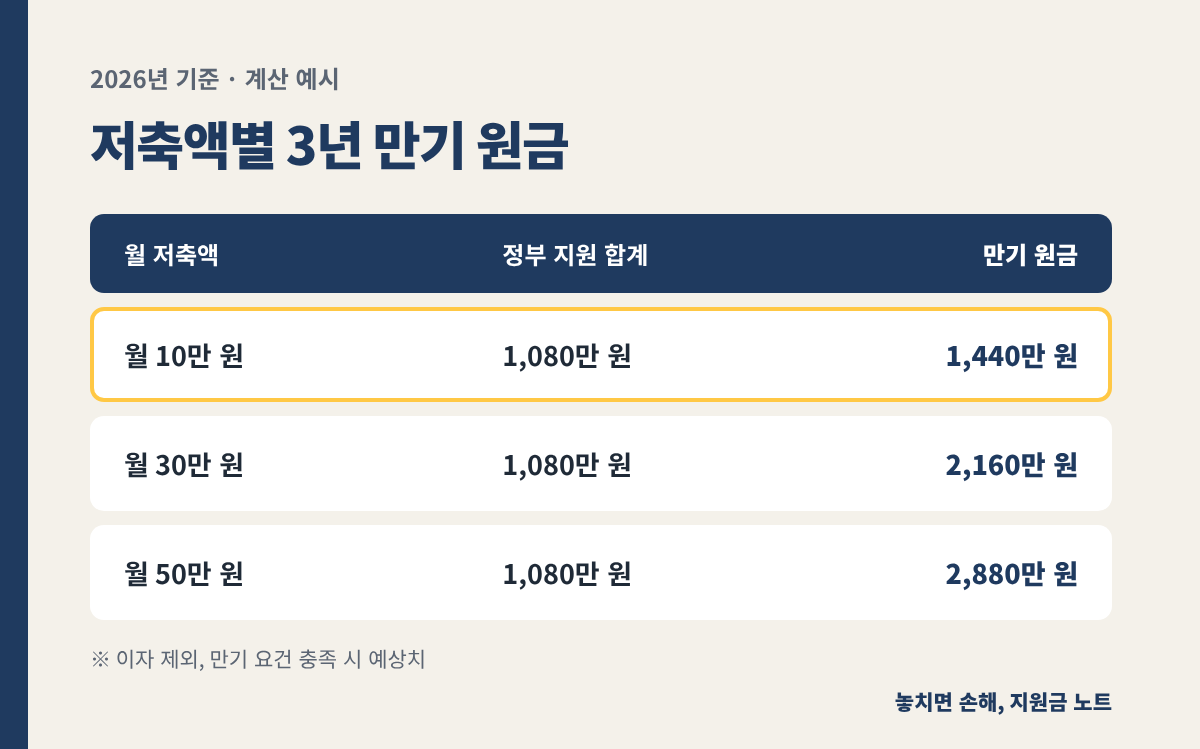 2026년 기준 · 계산 예시
저축액별 3년 만기 원금
월 저축액 정부 지원 합계 만기 원금
월 10만 원 1,080만 원 1,440만 원
월 30만 원 1,080만 원 2,160만 원
월 50만 원 1,080만 원 2,880만 원
※ 이자 제외, 만기 요건 충족 시 예상치
놓치면 손해, 지원금 노트